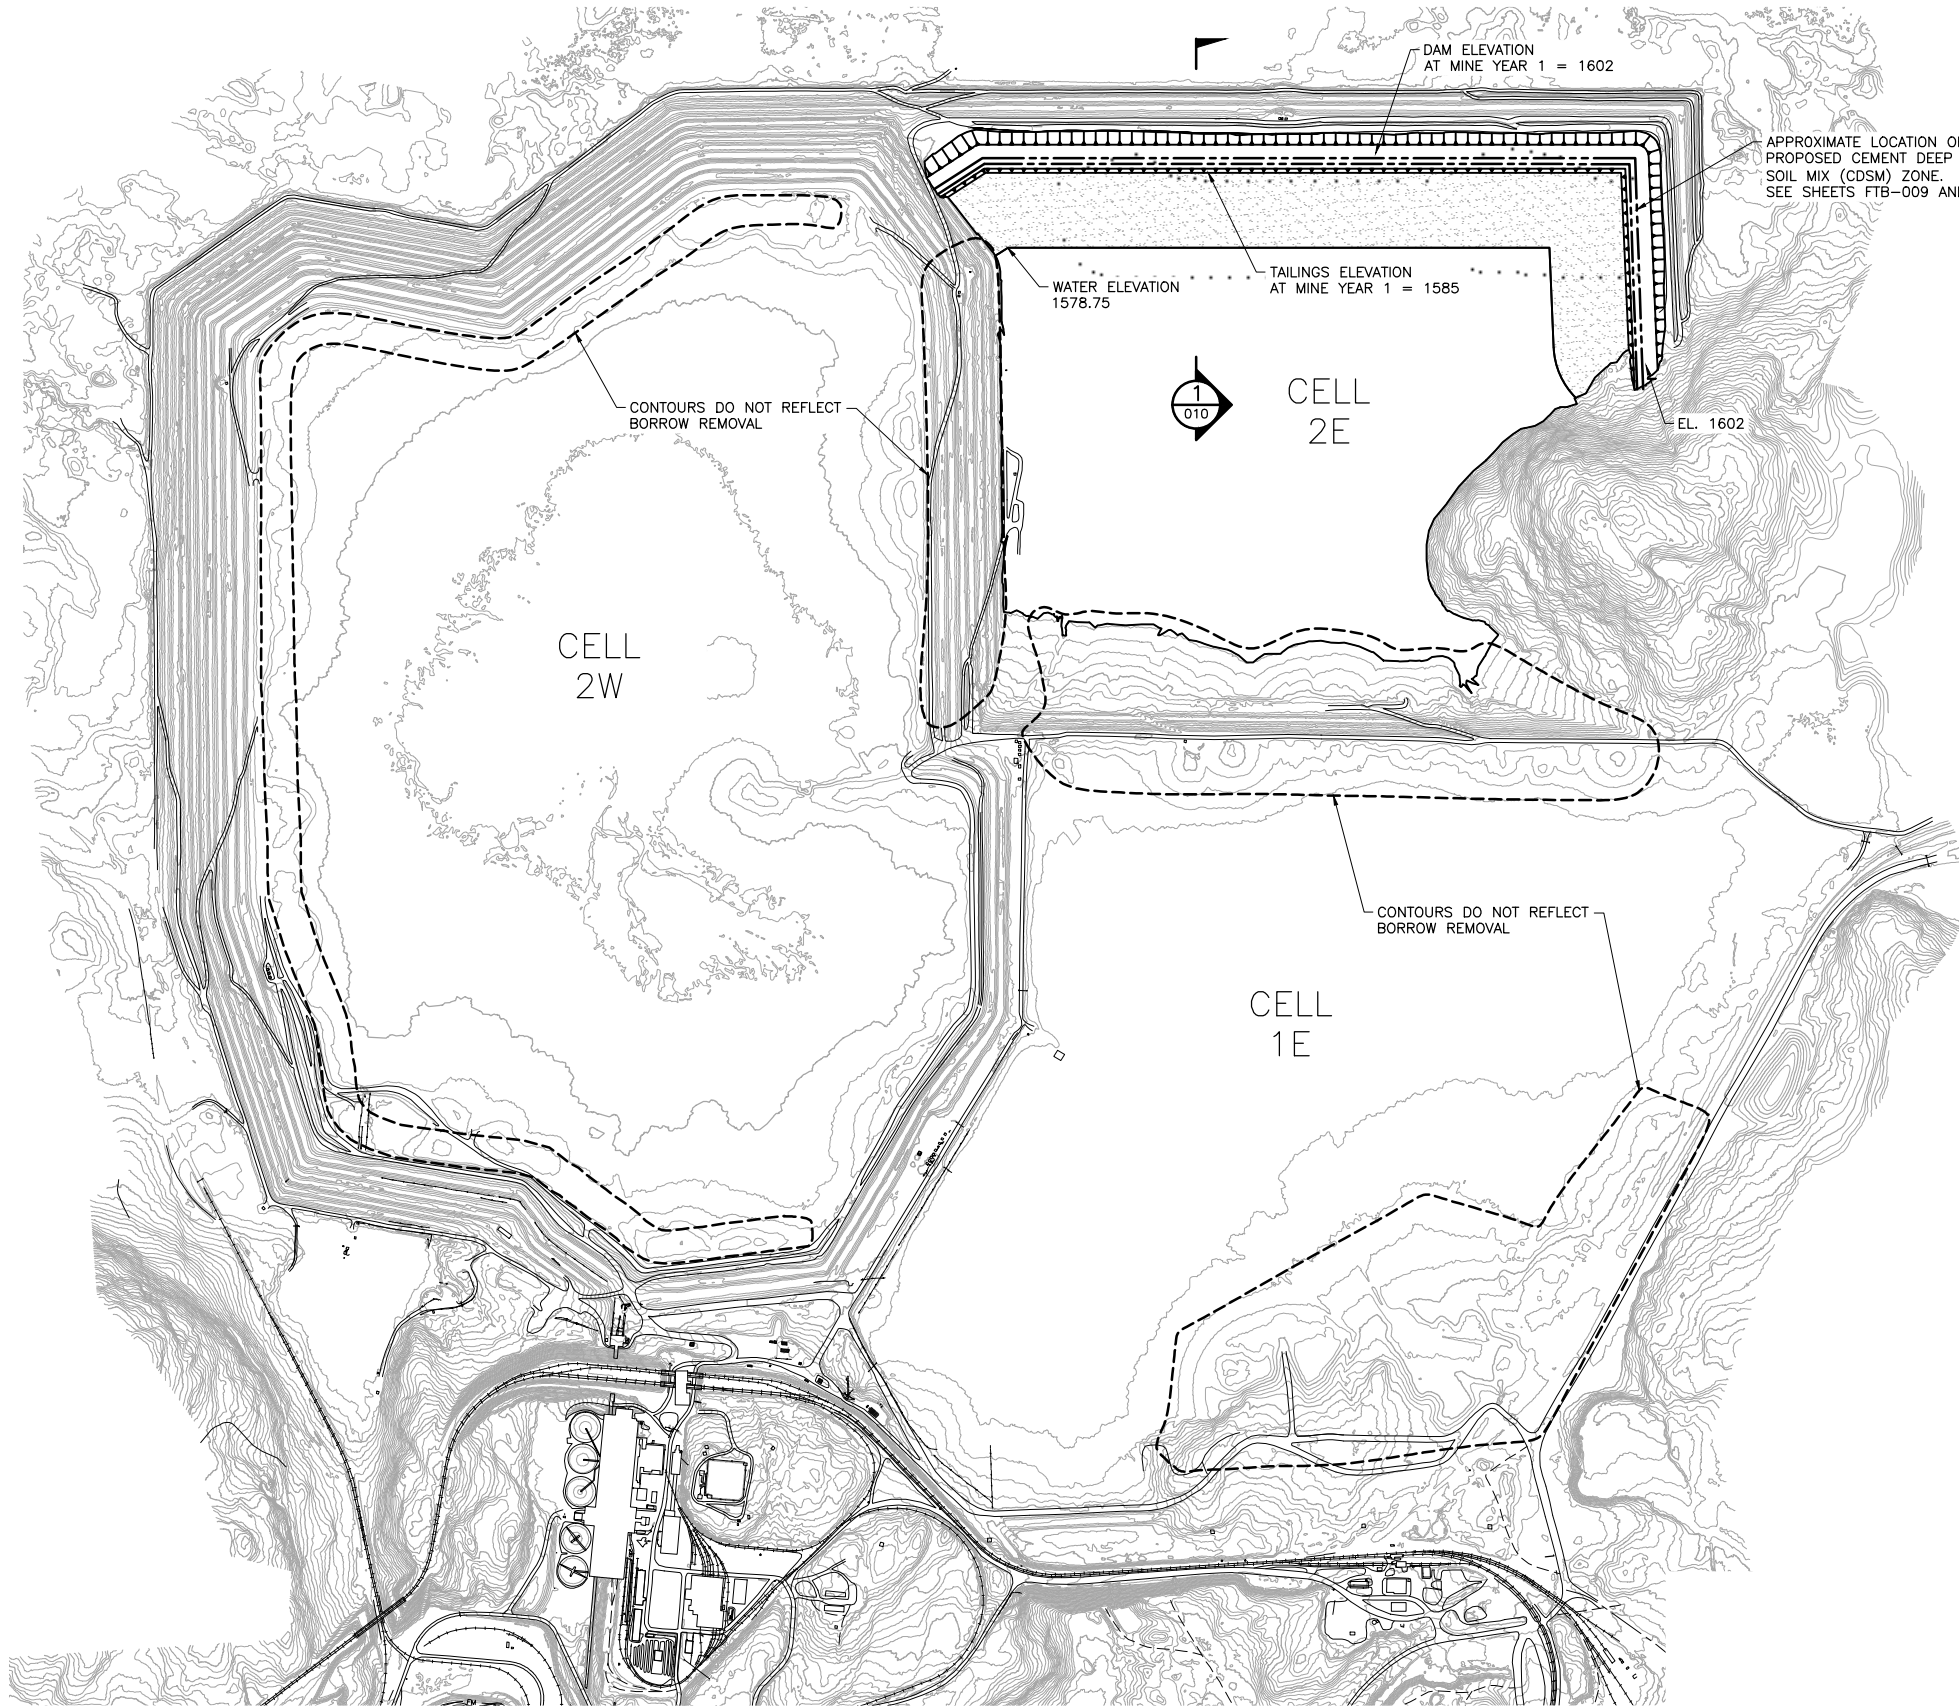 DAM ELEVATION
AT MINE YEAR 1 = 1602
APPROXIMATE LOCATION
PROPOSED CEMENT DEEP
SOIL MIX (CDSM) ZONE.
SEE SHEETS FTB-009
TAILINGS ELEVATION
AT MINE YEAR 1 = 1585
WATER ELEVATION
1578.75
CELL
2E
1
010
CONTOURS DO NOT REFLECT
BORROW REMOVAL
EL. 1602
CELL
2W
CONTOURS DO NOT REFLECT
BORROW REMOVAL
CELL
1E